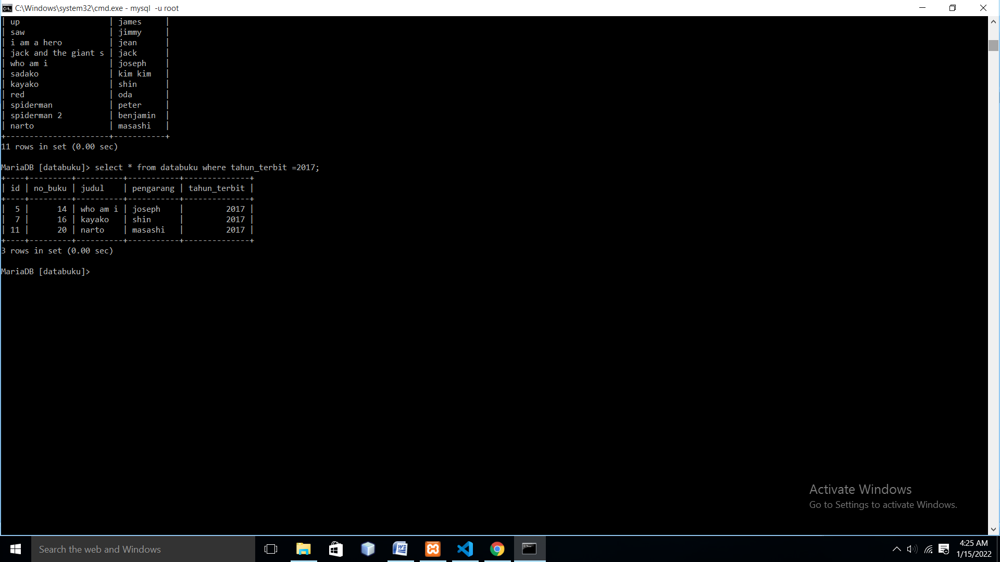 C:\Windows\system32\cmd.exe - mysql  -u root
| up                   | james     |
| saw                  | jimmy     |
| i am a hero          | jean      |
| jack and the giant s | jack      |
| who am i             | joseph    |
| sadako               | kim kim   |
| kayako               | shin      |
| red                  | oda       |
| spiderman            | peter     |
| spiderman 2          | benjamin  |
| narto                | masashi   |
+----------------------+-----------+
11 rows in set (0.00 sec)
MariaDB [databuku]> select * from databuku where tahun_terbit =2017;
+----+---------+----------+-----------+--------------+
| id | no_buku | judul    | pengarang | tahun_terbit |
+----+---------+----------+-----------+--------------+
|  5 |      14 | who am i | joseph    |         2017 |
|  7 |      16 | kayako   | shin      |         2017 |
| 11 |      20 | narto    | masashi   |         2017 |
+----+---------+----------+-----------+--------------+
3 rows in set (0.00 sec)
MariaDB [databuku]>
Activate Windows
Go to Settings to activate Windows.
Search the web and Windows
4:25 AM
1/15/2022